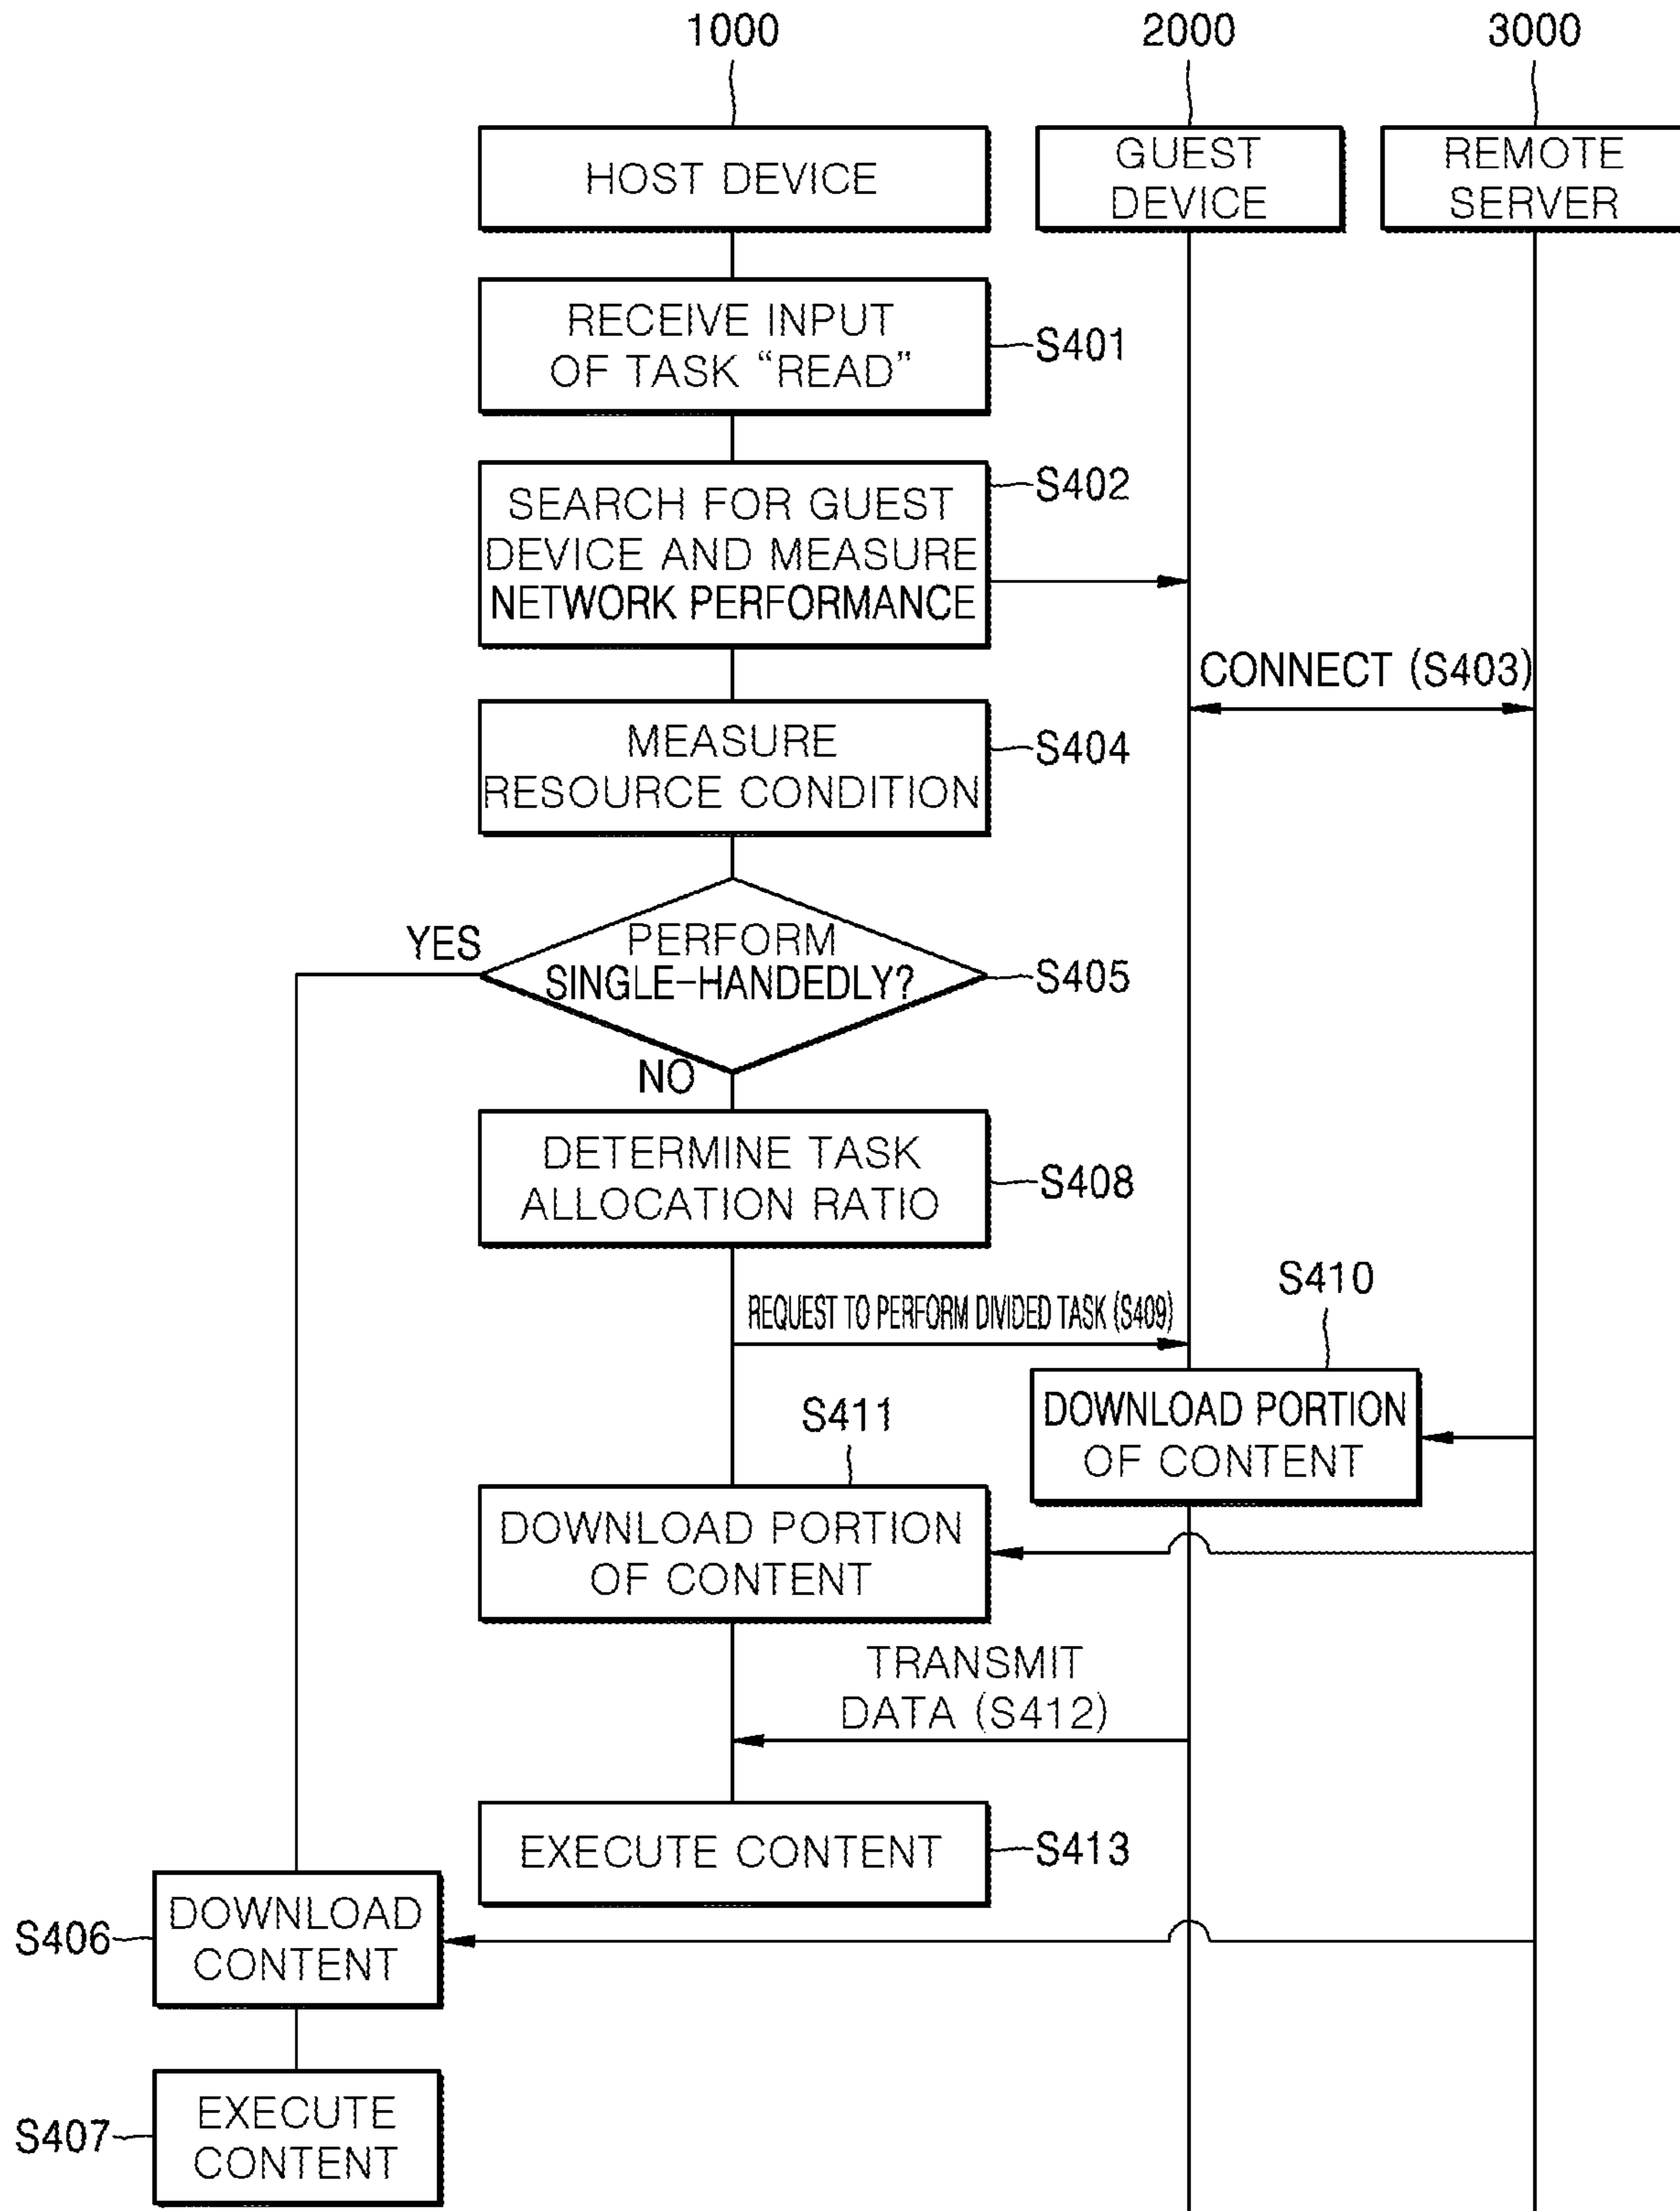 1000
2000
3000
HOST DEVICE
GUEST
DEVICE
REMOTE
SERVER
RECEIVE INPUT
OF TASK “READ”
S401
SEARCH FOR GUEST
DEVICE AND MEASURE
NETWORK PERFORMANCE
S402
CONNECT (S403)
MEASURE
RESOURCE CONDITION
S404
YES
PERFORM
SINGLE-HANDEDLY?
S405
NO
DETERMINE TASK
ALLOCATION RATIO
S408
REQUEST TO PERFORM DIVIDED TASK (S409)
S410
DOWNLOAD PORTION
OF CONTENT
S411
DOWNLOAD PORTION
OF CONTENT
TRANSMIT
DATA (S412)
EXECUTE CONTENT
S413
S406
DOWNLOAD
CONTENT
S407
EXECUTE
CONTENT